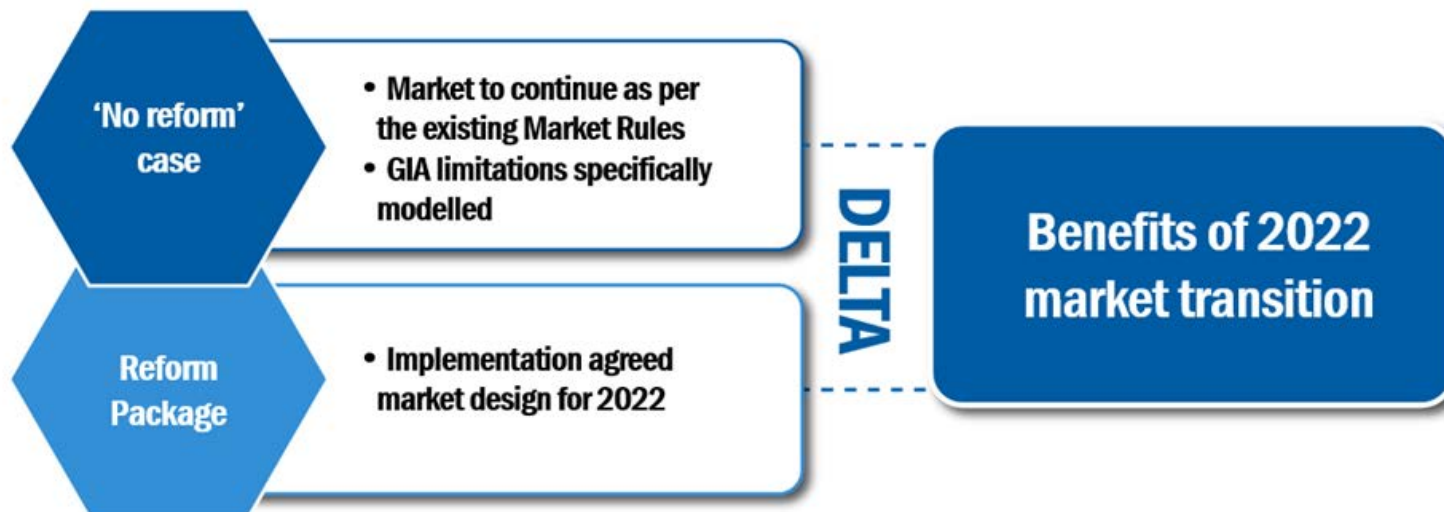 ‘No reform’
case
• Market to continue as per
the existing Market Rules
• GIA limitations specifically
modelled
Reform
Package
• Implementation agreed
market design for 2022
DELTA
Benefits of 2022
market transition